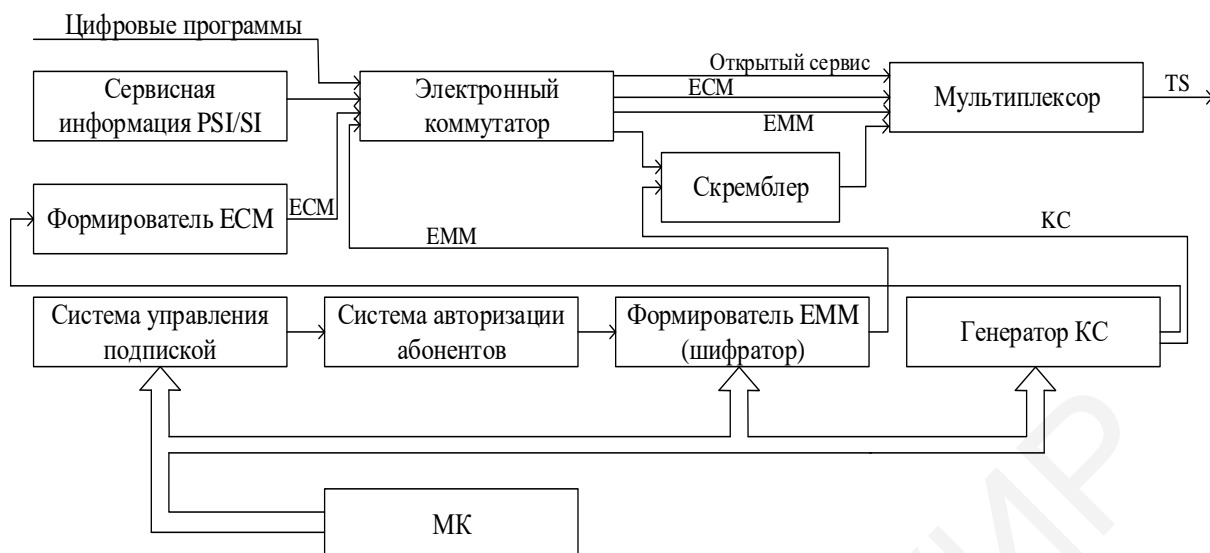 Цифровые программы
Сервисная
информация PSI/SI
Электронный
коммутатор
Открытый сервис
ECM
EMM
Мультиплексор
TS
Скремблер
Формирователь ECM
ECM
EMM
КС
Система управления
подпиской
Система авторизации
абонентов
Формирователь EMM
(шифратор)
Генератор КС
МК